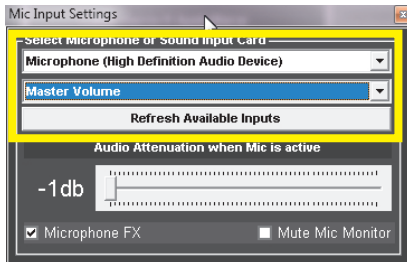 Mic Input Settings
Select Microphone or Sound Input Card
Microphone (High Definition Audio Device)
Master Volume
Refresh Available Inputs
Audio Attenuation when Mic is active
-1db
Microphone FX
Mute Mic Monitor